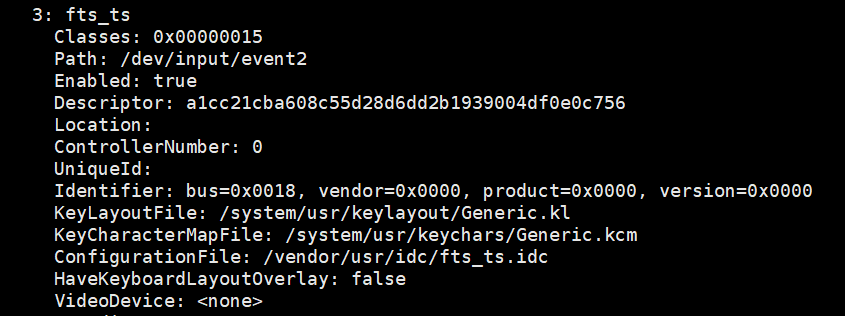 3: fts_ts
Classes: 0x00000015
Path: /dev/input/event2
Enabled: true
Descriptor: a1cc21cba608c55d28d6dd2b1939004df0e0c756
Location:
ControllerNumber: 0
UniqueId:
Identifier: bus=0x0018, vendor=0x0000, product=0x0000, version=0x0000
KeyLayoutFile: /system/usr/keylayout/Generic.kl
KeyCharacterMapFile: /system/usr/keychars/Generic.kcm
ConfigurationFile: /vendor/usr/idc/fts_ts.idc
HaveKeyboardLayoutOverlay: false
VideoDevice: <none>